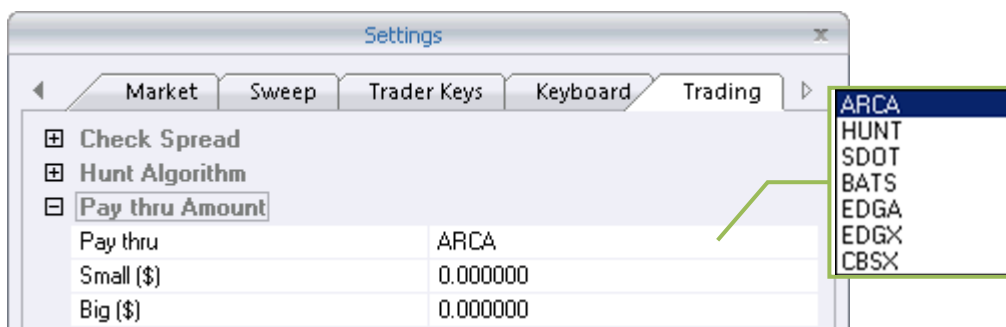 Settings
Market Sweep Trader Keys Keyboard Trading
Check Spread
Hunt Algorithm
Pay thru Amount
Pay thru ARCA
Small ($) 0.000000
Big ($) 0.000000
ARCA
HUNT
SDOT
BATS
EDGA
EDGX
CBSX